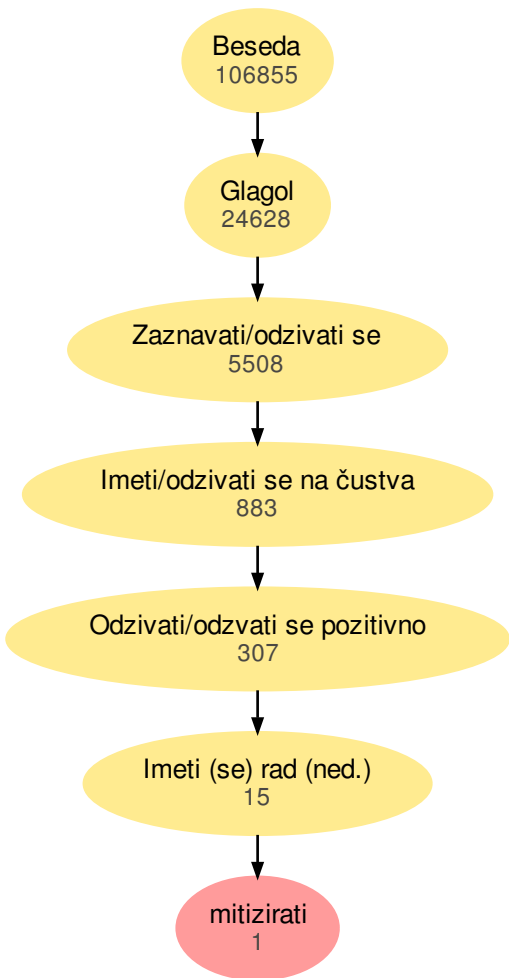 Beseda
106855
Glagol
24628
Zaznavati/odzivati se
5508
Imeti/odzivati se na čustva
883
Odzivati/odzvati se pozitivno
307
Imeti (se) rad (ned.)
15
mitizirati
1